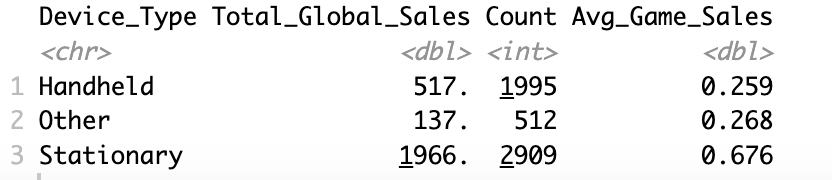 Device_Type Total_Global_Sales Count Avg_Game_Sales
<chr> <dbl> <int> <dbl>
1 Handheld 517. 1995 0.259
2 Other 137. 512 0.268
3 Stationary 1966. 2909 0.676